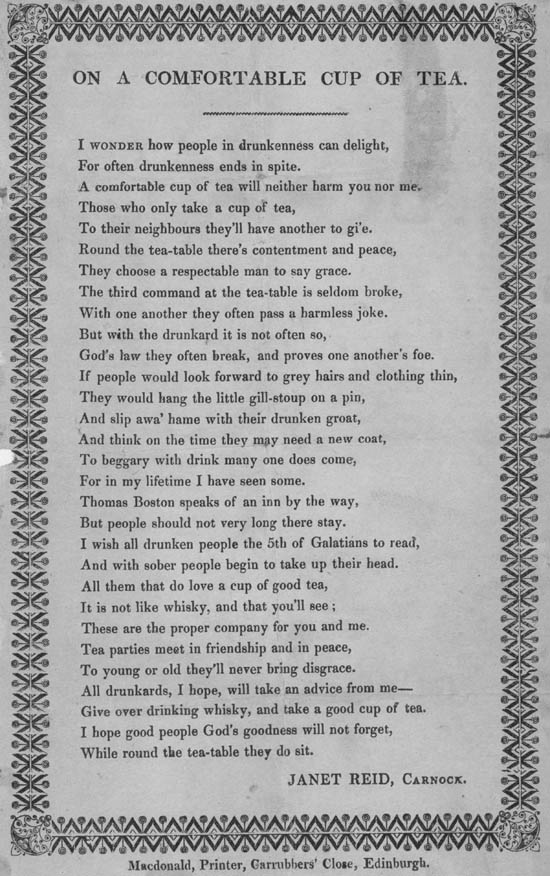 ON A COMFORTABLE CUP OF TEA.
I WONDER how people in drunkenness can delight,
For often drunkenness ends in spite.
A comfortable cup of tea will neither harm you nor me.
Those who only take a cup of tea,
To their neighbours they'll have another to gi'e.
Round the tea-table there's contentment and peace,
They choose a respectable man to say grace.
The third command at the tea-table is seldom broke,
With one another they often pass a harmless joke.
But with the drunkard it is not often so,
God's law they often break, and proves one another's foe.
If people would look forward to grey hairs and clothing thin,
They would hang the little gill-stoup on a pin,
And slip awa' hame with their drunken groat,
And think on the time they may need a new coat,
To beggary with drink many one does come,
For in my lifetime I have seen some.
Thomas Boston speaks of an inn by the way,
But people should not very long there stay.
I wish all drunken people the 5th of Galatians to read,
And with sober people begin to take up their head.
All them that do love a cup of good tea,
It is not like whisky, and that you'll see ;
These are the proper company for you and me.
Tea parties meet in friendship and in peace,
To young or old they'll never bring disgrace.
All drunkards, I hope, will take an advice from me—
Give over drinking whisky, and take a good cup of tea.
I hope good people God's goodness will not forget,
While round the tea-table they do sit.
JANET REID, CARNOCK.
Macdonald, Printer, Carrubbers' Close, Edinburgh.